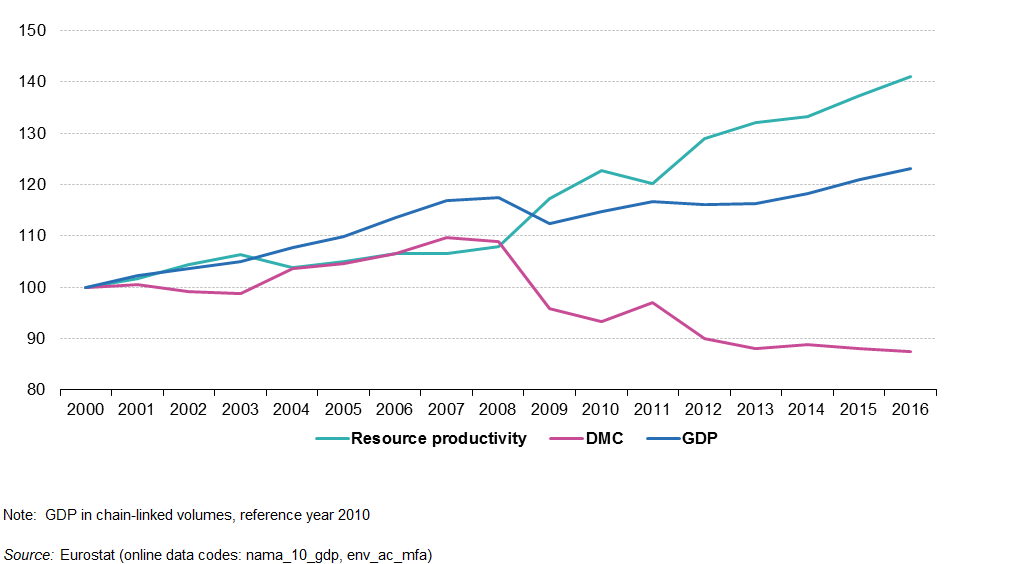 150
140
130
120
110
100
90
80
2000 2001 2002 2003 2004 2005 2006 2007 2008 2009 2010 2011 2012 2013 2014 2015 2016
Resource productivity DMC GDP
Note: GDP in chain-linked volumes, reference year 2010
Source: Eurostat (online data codes: nama_10_gdp, env_ac_mfa)